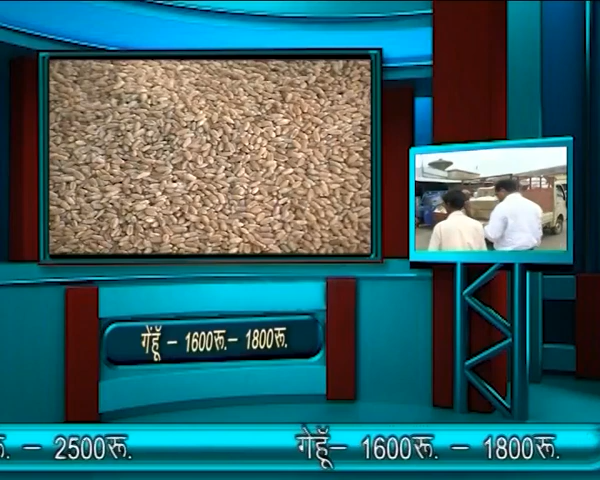 गेंहूँ – 1600रू.– 1800रू.
रू. – 2500रू. गेंहूँ– 1600रू. – 1800रू.